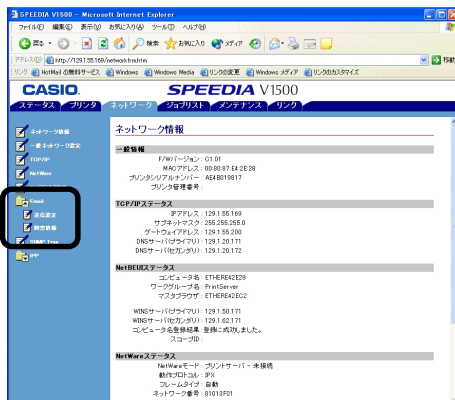 SPEEDIA V1500 - Microsoft Internet Explorer
ファイル(F) 編集(E) 表示(V) お気に入り(A) ツール(T) ヘルプ(H)
戻る 検索 お気に入り メディア
アドレス(D) http://129.1.55.169/networkfrm.htm 移動
リンク HotMail の無料サービス Windows Windows Media リンクの変更 Windows メディア リンクのカスタマイズ
CASIO. SPEEDIA V1500
ステータス プリンタ ネットワーク ジョブリスト メンテナンス リンク
ネットワーク情報
一般ネットワーク設定
TCP/IP
NetWare
Email
送信設定
障害情報
SNMP Trap
IPP
ネットワーク情報
一般情報
F/Wバージョン : C1.01
MACアドレス : 00:80:87:E4:2E:28
プリンタシリアルナンバー : AE4B019817
プリンタ管理番号 :
TCP/IPステータス
IPアドレス : 129.1.55.169
サブネットマスク : 255.255.255.0
ゲートウェイアドレス : 129.1.55.200
DNSサーバ(プライマリ) : 129.1.20.171
DNSサーバ(セカンダリ) : 129.1.20.172
NetBEUIステータス
コンピュータ名 : ETHERE42E28
ワークグループ名 : PrintServer
マスタブラウザ : ETHERE42EC2
WINSサーバ(プライマリ) : 129.1.50.171
WINSサーバ(セカンダリ) : 129.1.62.171
コンピュータ名登録結果 : 登録に成功しました。
スコープID :
NetWareステータス
NetWareモード : プリントサーバ - 未接続
動作プロトコル : IPX
フレームタイプ : 自動
ネットワーク番号 : 81013F01